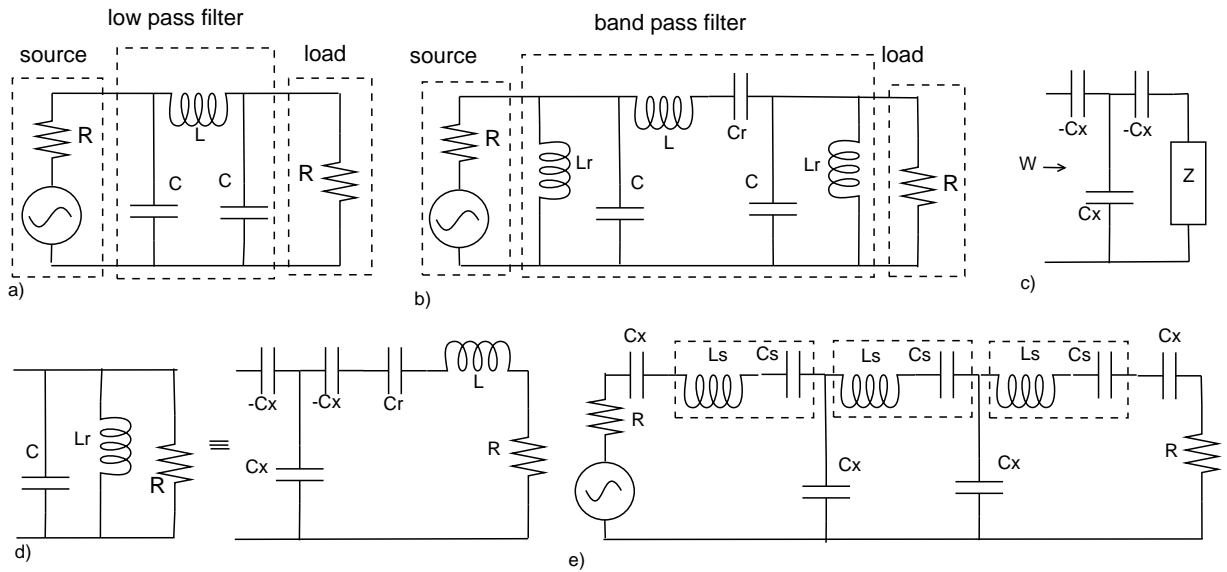 low pass filter
source
load
R
L
C
C
R
a)
band pass filter
source
load
R
Lr
C
L
Cr
C
Lr
R
b)
-Cx
-Cx
W
Cx
Z
c)
C
Lr
R
≡
-Cx
-Cx
Cr
L
Cx
R
d)
Cx
Ls
Cs
Ls
Cs
Ls
Cs
Cx
R
Cx
Cx
R
e)